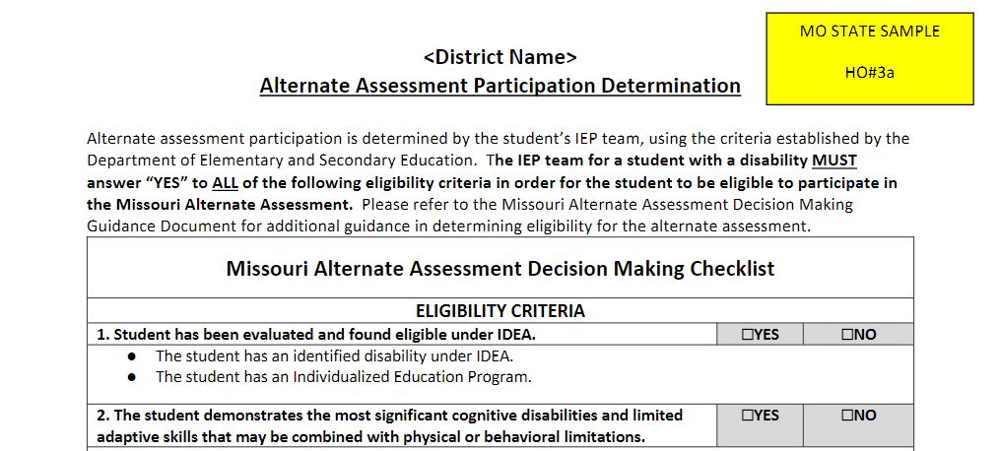 MO STATE SAMPLE
HO#3a
<District Name>
Alternate Assessment Participation Determination
Alternate assessment participation is determined by the student’s IEP team, using the criteria established by the
Department of Elementary and Secondary Education.  The IEP team for a student with a disability MUST
answer “YES” to ALL of the following eligibility criteria in order for the student to be eligible to participate in
the Missouri Alternate Assessment.  Please refer to the Missouri Alternate Assessment Decision Making
Guidance Document for additional guidance in determining eligibility for the alternate assessment.
Missouri Alternate Assessment Decision Making Checklist
ELIGIBILITY CRITERIA
1. Student has been evaluated and found eligible under IDEA. ☐YES ☐NO
● The student has an identified disability under IDEA.
● The student has an Individualized Education Program.
2. The student demonstrates the most significant cognitive disabilities and limited ☐YES ☐NO
adaptive skills that may be combined with physical or behavioral limitations.